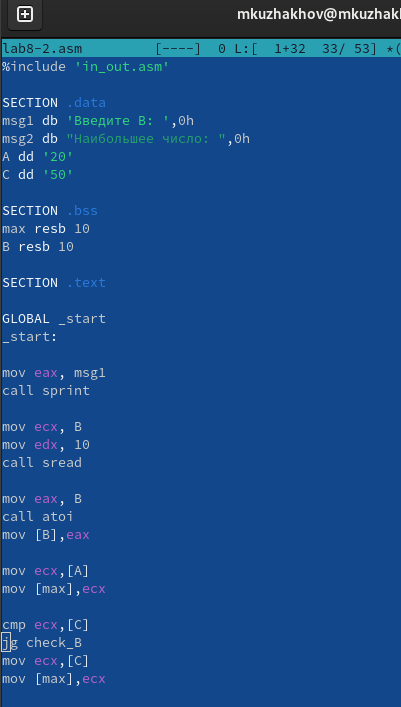 mkuzhakhov@mkuzhak
lab8-2.asm [----] 0 L:[ 1+32 33/ 53] *(
%include 'in_out.asm'
SECTION .data
msg1 db 'Введите B: ',0h
msg2 db "Наибольшее число: ",0h
A dd '20'
C dd '50'
SECTION .bss
max resb 10
B resb 10
SECTION .text
GLOBAL _start
_start:
mov eax, msg1
call sprint
mov ecx, B
mov edx, 10
call sread
mov eax, B
call atoi
mov [B],eax
mov ecx,[A]
mov [max],ecx
cmp ecx,[C]
jg check_B
mov ecx,[C]
mov [max],ecx